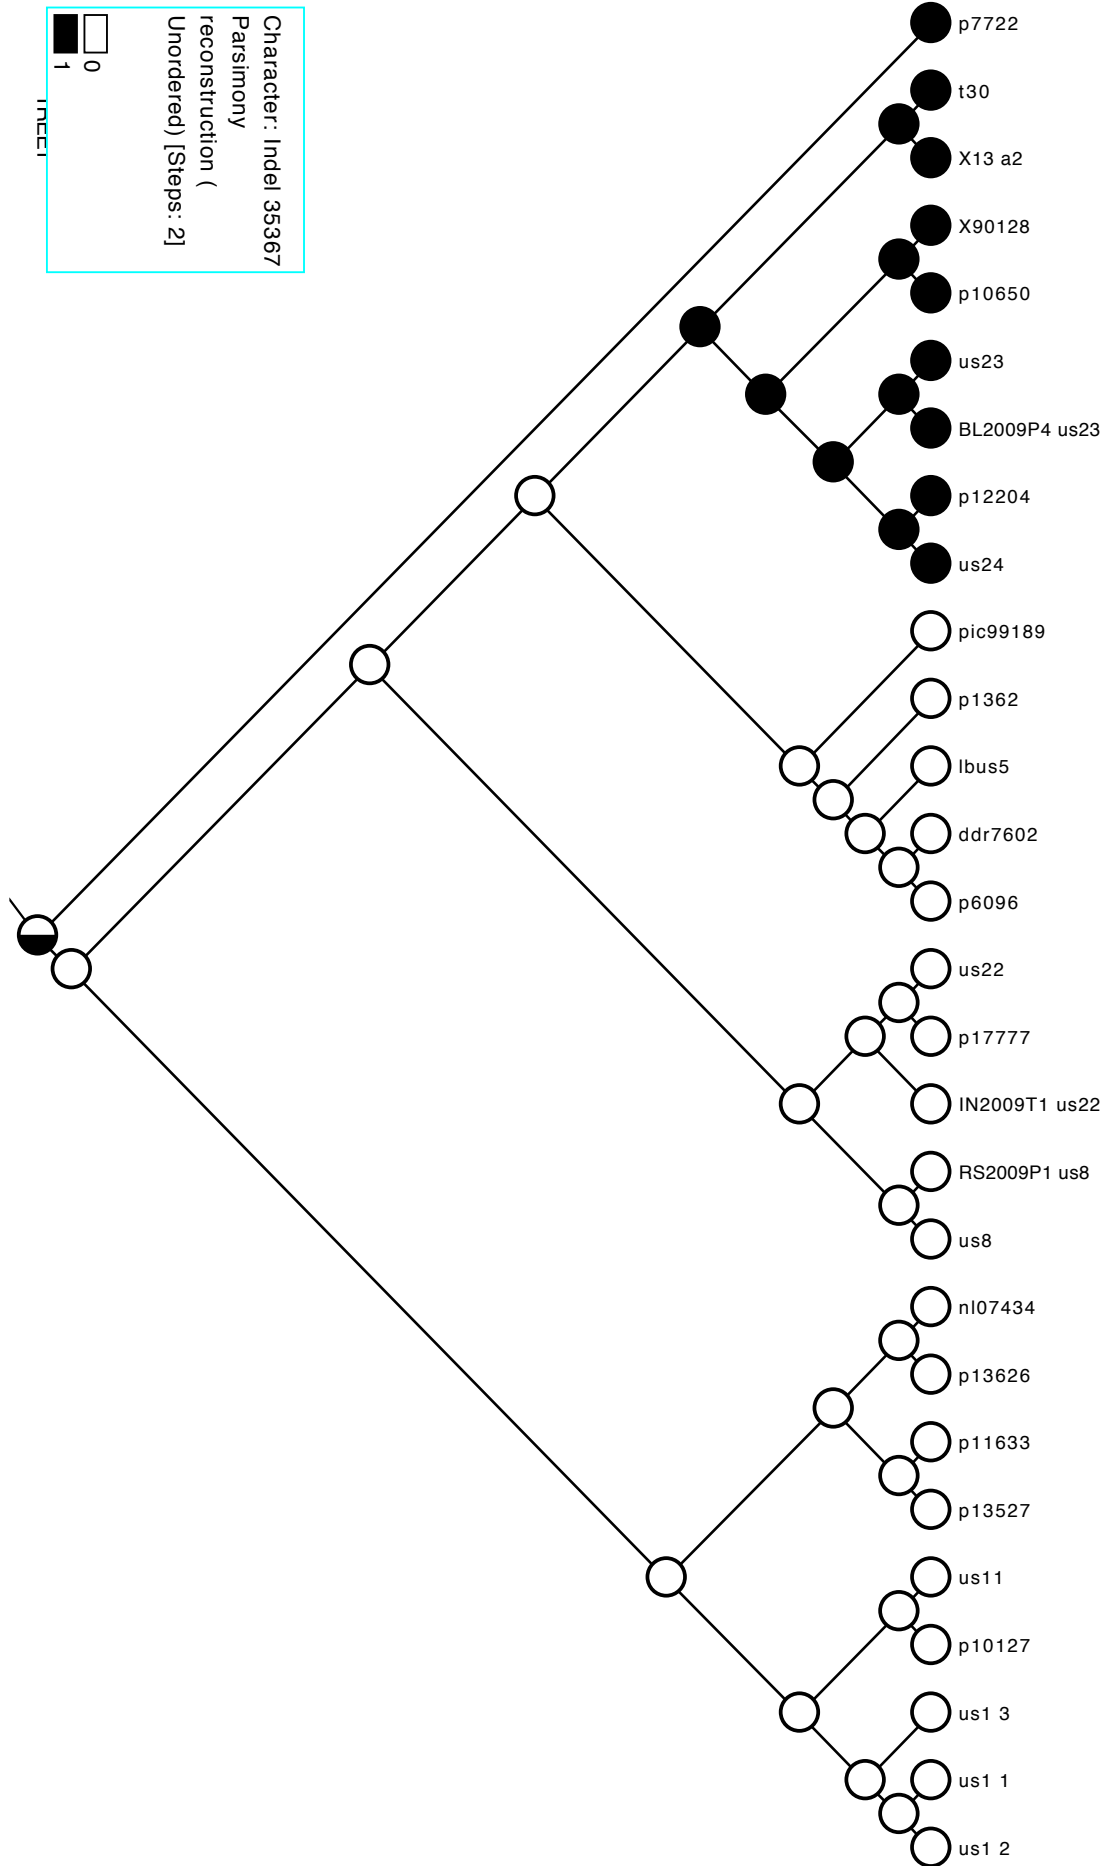 Character: Indel 35367
Parsimony
reconstruction (
Unordered) [Steps: 2]
0
1
p7722
t30
X13 a2
X90128
p10650
us23
BL2009P4 us23
p12204
us24
pic99189
p1362
lbus5
ddr7602
p6096
us22
p17777
IN2009T1 us22
RS2009P1 us8
us8
nl07434
p13626
p11633
p13527
us11
p10127
us1 3
us1 1
us1 2